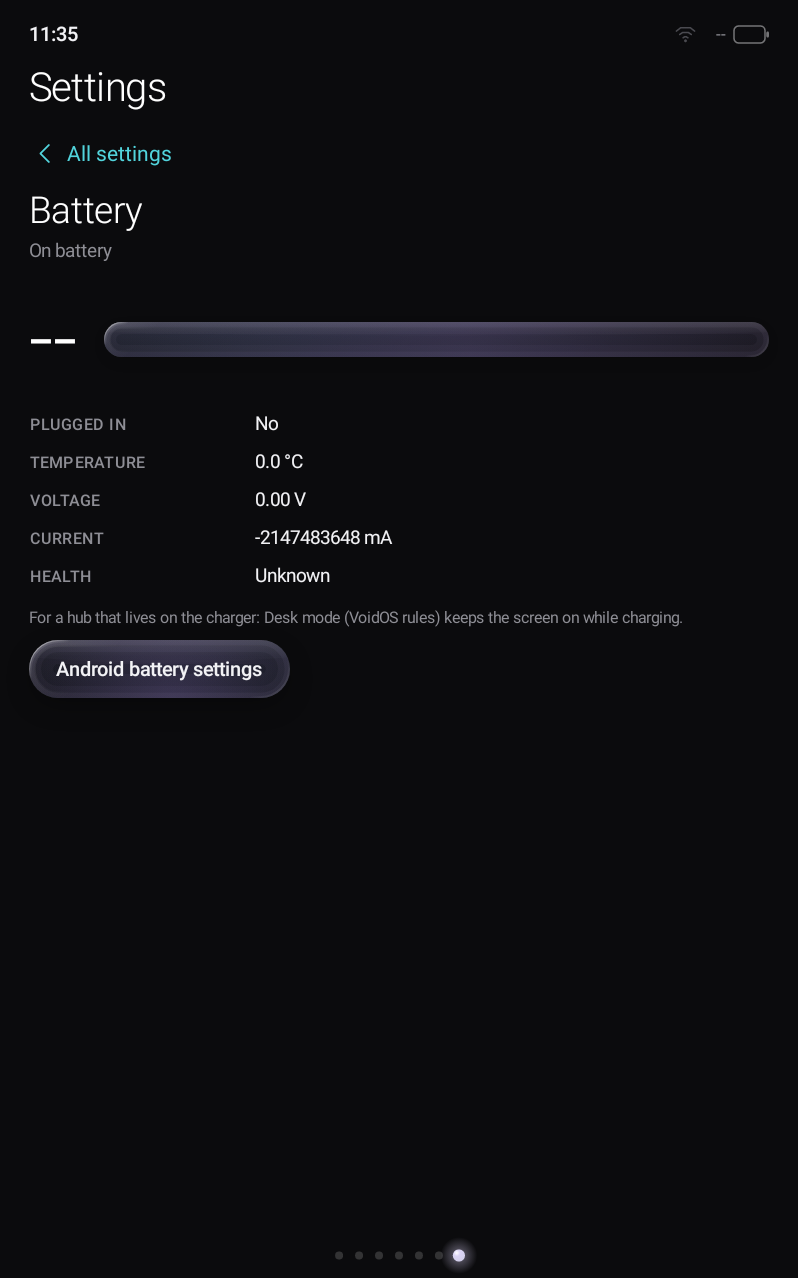 11:35
--
Settings
All settings
Battery
On battery
--
PLUGGED IN No
TEMPERATURE 0.0 °C
VOLTAGE 0.00 V
CURRENT -2147483648 mA
HEALTH Unknown
For a hub that lives on the charger: Desk mode (VoidOS rules) keeps the screen on while charging.
Android battery settings